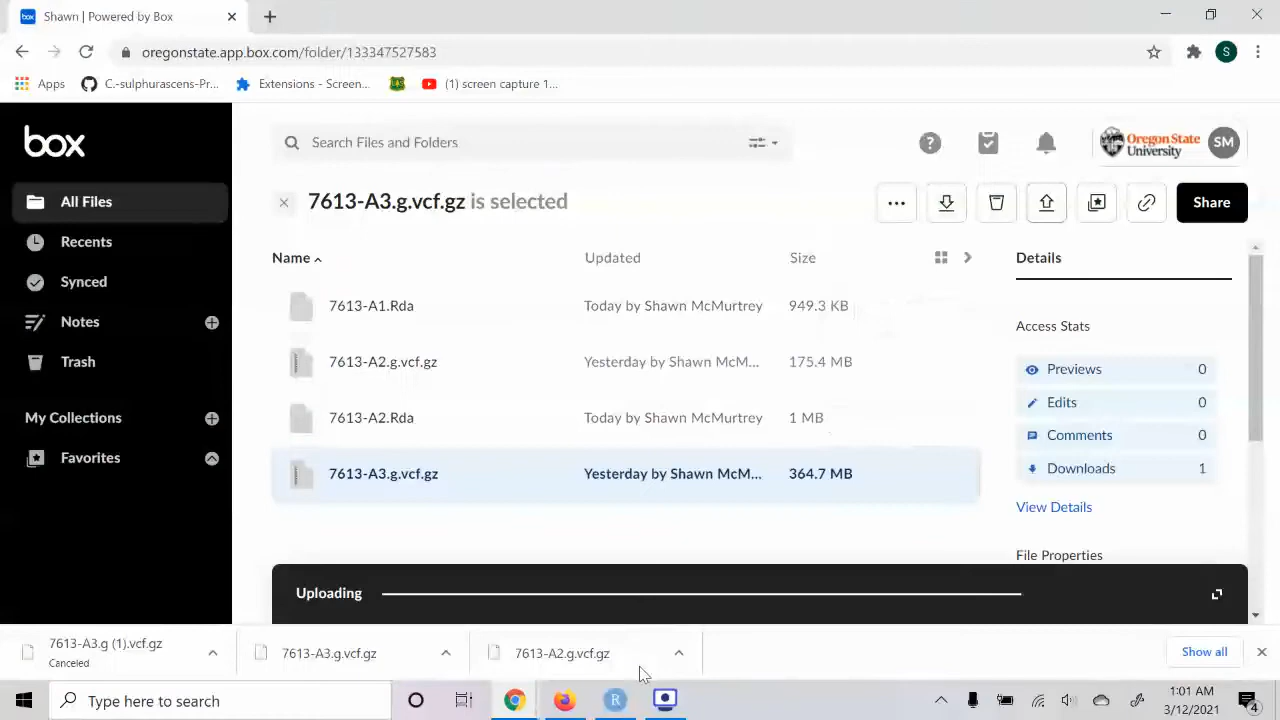 box Shawn | Powered by Box
oregonstate.app.box.com/folder/133347527583 S
Apps C.-sulphurascens-Pr... Extensions - Screen... (1) screen capture 1...
box Search Files and Folders ? Oregon State University SM
7613-A3.g.vcf.gz is selected Share
All Files
Recents
Synced
Notes
Trash
My Collections
Favorites
Name Updated Size
7613-A1.Rda Today by Shawn McMurtrey 949.3 KB
7613-A2.g.vcf.gz Yesterday by Shawn McM... 175.4 MB
7613-A2.Rda Today by Shawn McMurtrey 1 MB
7613-A3.g.vcf.gz Yesterday by Shawn McM... 364.7 MB
Details
Access Stats
Previews 0
Edits 0
Comments 0
Downloads 1
View Details
File Properties
Uploading
7613-A3.g (1).vcf.gz
Canceled
7613-A3.g.vcf.gz
7613-A2.g.vcf.gz
Show all
Type here to search
R
1:01 AM
3/12/2021
4